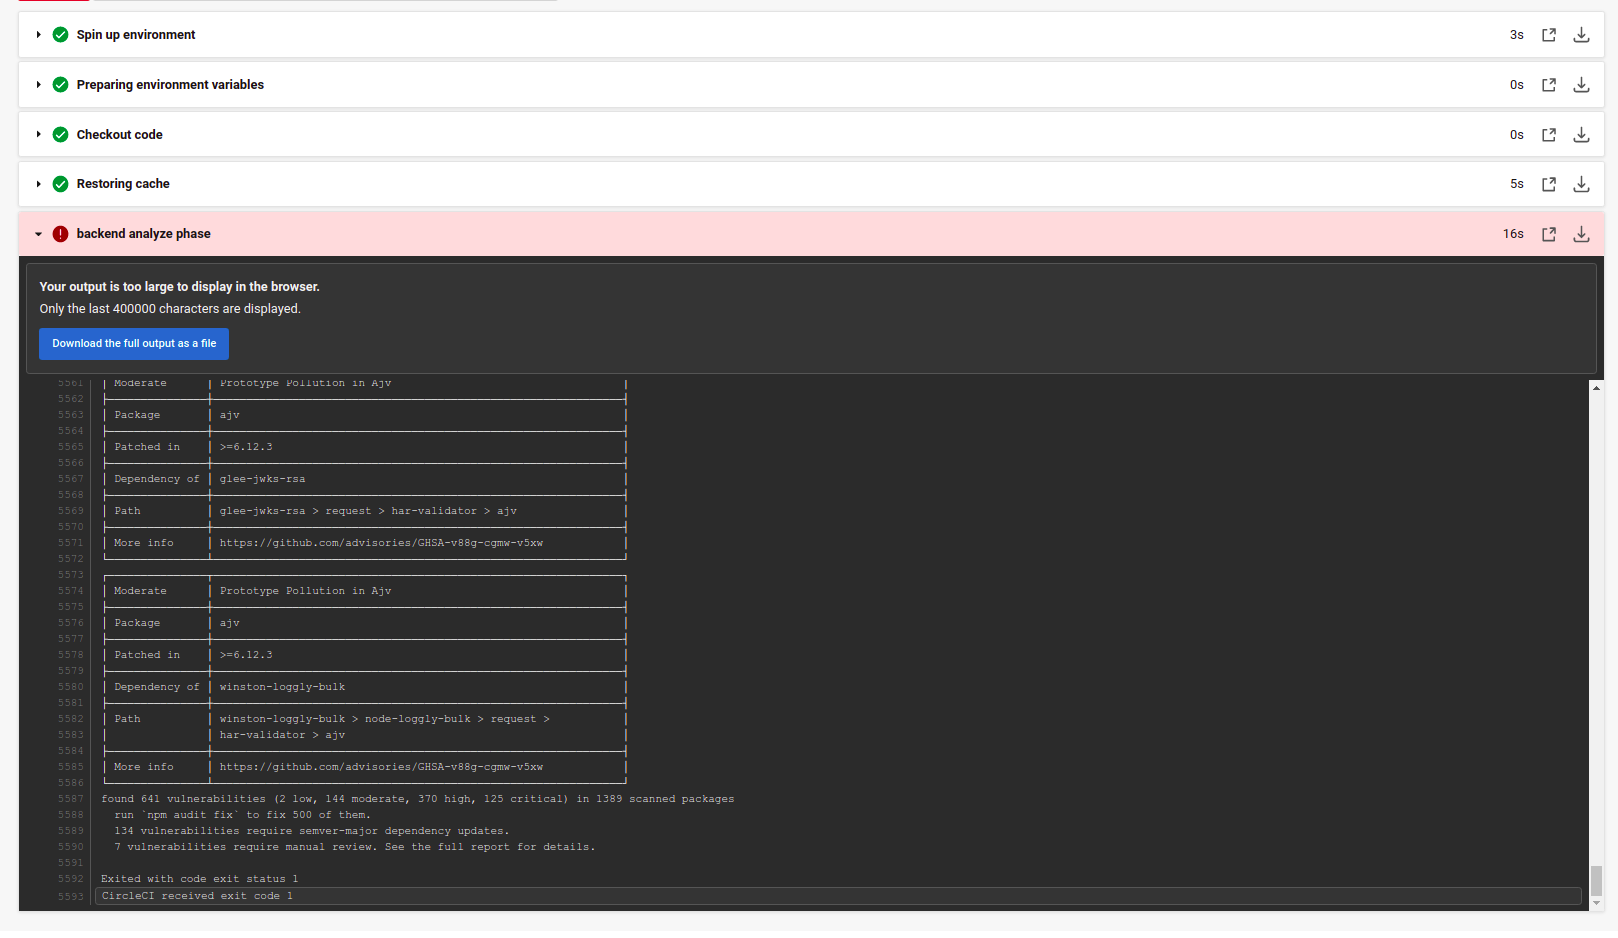 Spin up environment 3s
Preparing environment variables 0s
Checkout code 0s
Restoring cache 5s
backend analyze phase 16s
Your output is too large to display in the browser.
Only the last 400000 characters are displayed.
Download the full output as a file
5561 │ Moderate │ Prototype Pollution in Ajv │
5562
5563 │ Package │ ajv │
5564
5565 │ Patched in │ >=6.12.3 │
5566
5567 │ Dependency of │ glee-jwks-rsa │
5568
5569 │ Path │ glee-jwks-rsa > request > har-validator > ajv │
5570
5571 │ More info │ https://github.com/advisories/GHSA-v88g-cgmw-v5xw │
5572
5573
5574 │ Moderate │ Prototype Pollution in Ajv │
5575
5576 │ Package │ ajv │
5577
5578 │ Patched in │ >=6.12.3 │
5579
5580 │ Dependency of │ winston-loggly-bulk │
5581
5582 │ Path │ winston-loggly-bulk > node-loggly-bulk > request > │
5583 │ │ har-validator > ajv │
5584
5585 │ More info │ https://github.com/advisories/GHSA-v88g-cgmw-v5xw │
5586
5587 found 641 vulnerabilities (2 low, 144 moderate, 370 high, 125 critical) in 1389 scanned packages
5588 run `npm audit fix` to fix 500 of them.
5589 134 vulnerabilities require semver-major dependency updates.
5590 7 vulnerabilities require manual review. See the full report for details.
5591
5592 Exited with code exit status 1
5593 CircleCI received exit code 1